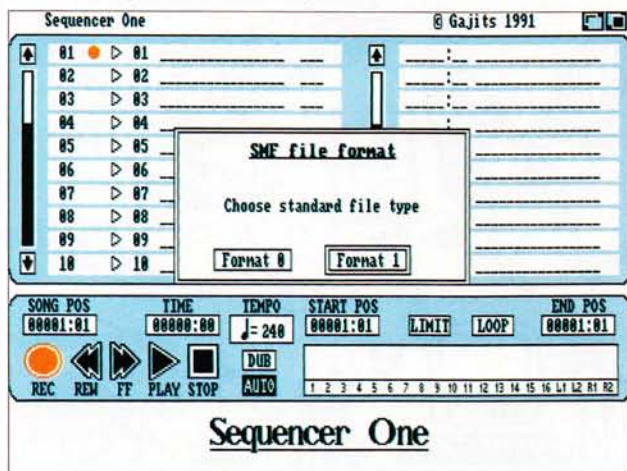 Sequencer One © Gajits 1991
01 01
02 02
03 03
04 04
05 05
06 06
07 07
08 08
09 09
10 10
SMF file format
Choose standard file type
Format 0 Format 1
SONG POS TIME TEMPO START POS END POS
00001:01 00000:00 ♩= 240 00001:01 LIMIT LOOP 00001:01
DUB
AUTO
REC REW FF PLAY STOP
1 2 3 4 5 6 7 8 9 10 11 12 13 14 15 16 L1 L2 R1 R2
Sequencer One